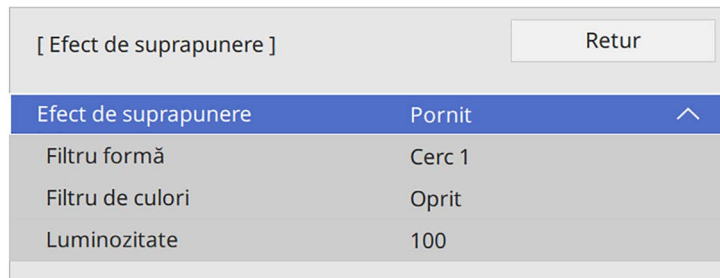 [ Efect de suprapunere ] Retur
Efect de suprapunere Pornit
Filtru formă Cerc 1
Filtru de culori Oprit
Luminozitate 100